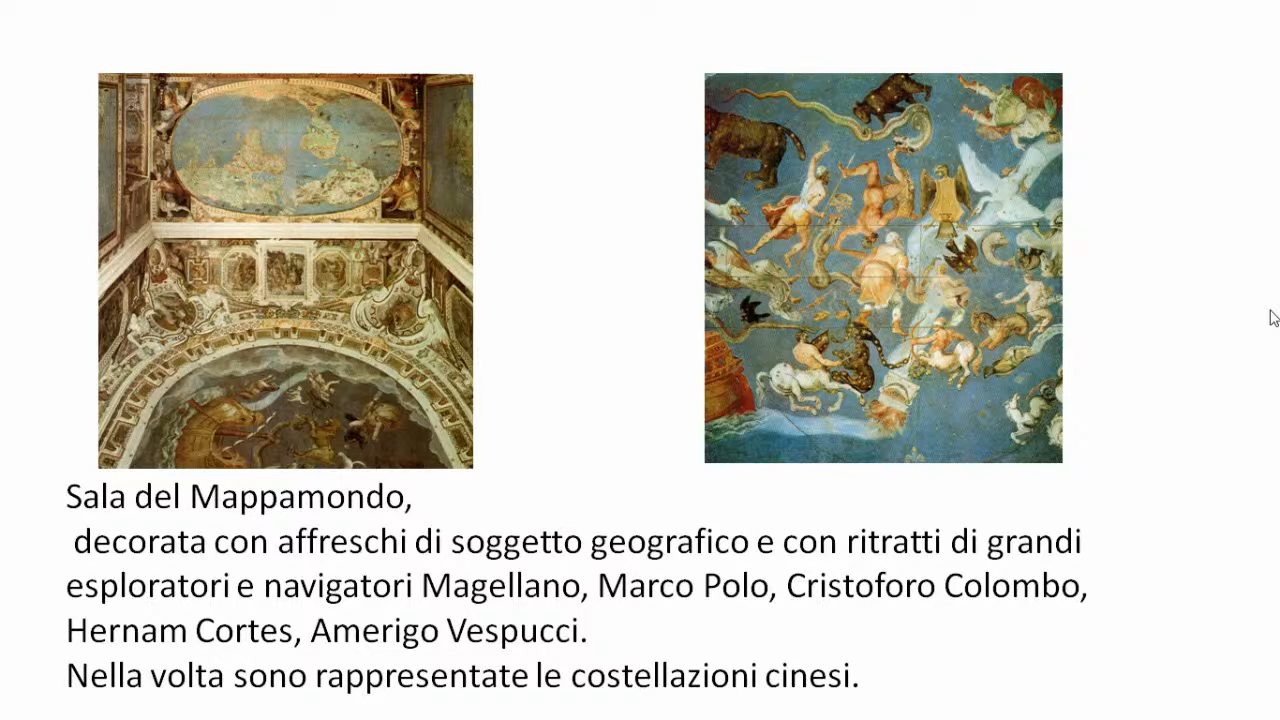 Sala del Mappamondo,
decorata con affreschi di soggetto geografico e con ritratti di grandi
esploratori e navigatori Magellano, Marco Polo, Cristoforo Colombo,
Hernam Cortes, Amerigo Vespucci.
Nella volta sono rappresentate le costellazioni cinesi.